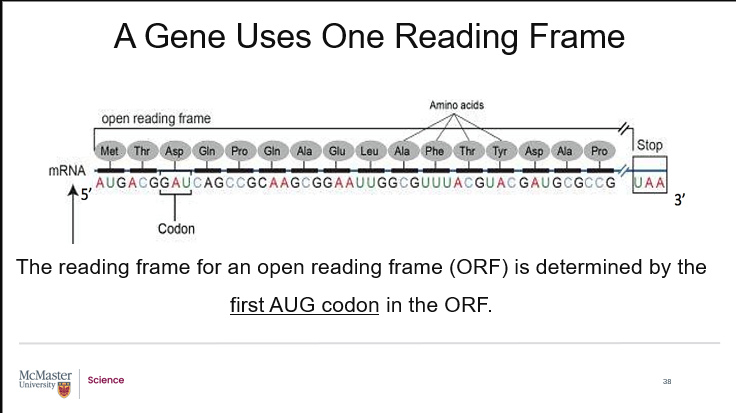 A Gene Uses One Reading Frame
Amino acids
open reading frame
Met Thr Asp Gln Pro Gln Ala Glu Leu Ala Phe Thr Tyr Asp Ala Pro Stop
mRNA
5′ AUGACGGAUCAGCCGCAAGCGGAAUUGGCGUUUACGUACGAUGCGCCG UAA 3′
Codon
The reading frame for an open reading frame (ORF) is determined by the
first AUG codon in the ORF.
McMaster
University
Science
38